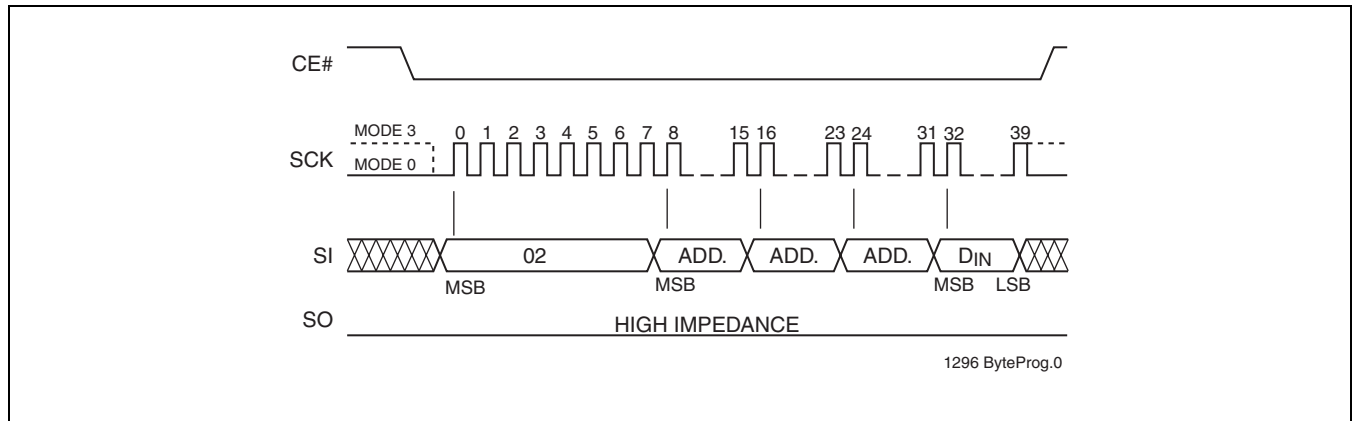 CE#
MODE 3
0 1 2 3 4 5 6 7 8 15 16 23 24 31 32 39
SCK
MODE 0
SI
02 ADD. ADD. ADD. DIN
MSB MSB MSB LSB
SO
HIGH IMPEDANCE
1296 ByteProg.0